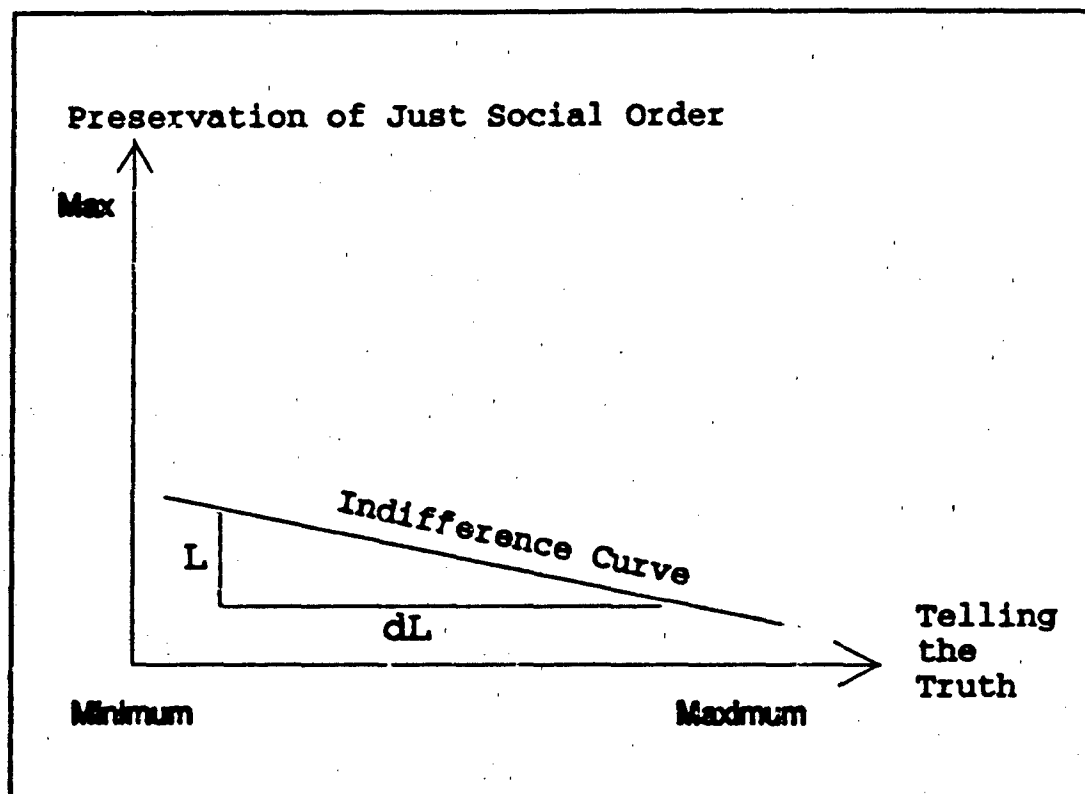 Preservation of Just Social Order
Max
Indifference Curve
L
dL
Telling
the
Truth
Minimum
Maximum